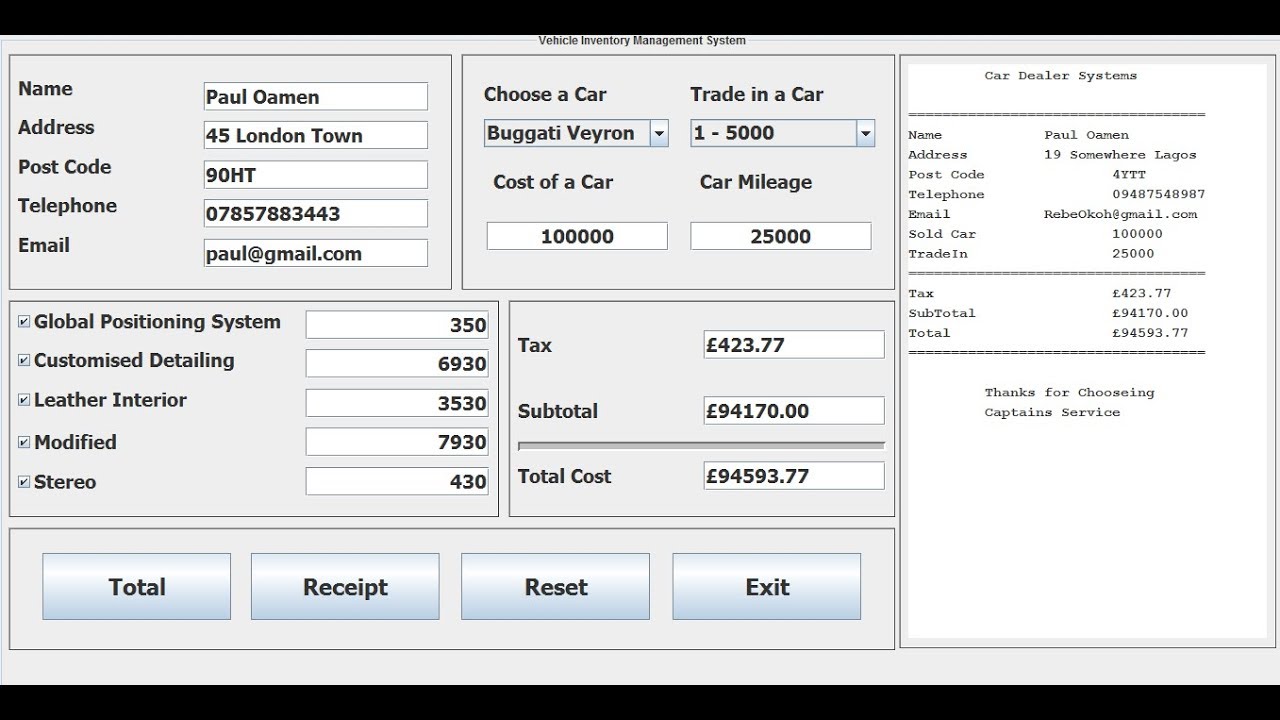 Vehicle Inventory Management System
Name Paul Oamen
Address 45 London Town
Post Code 90HT
Telephone 07857883443
Email paul@gmail.com
Choose a Car Trade in a Car
Buggati Veyron 1 - 5000
Cost of a Car Car Mileage
100000 25000
Global Positioning System 350
Customised Detailing 6930
Leather Interior 3530
Modified 7930
Stereo 430
Tax £423.77
Subtotal £94170.00
Total Cost £94593.77
Total Receipt Reset Exit
Car Dealer Systems
===================================
Name Paul Oamen
Address 19 Somewhere Lagos
Post Code 4YTT
Telephone 09487548987
Email RebeOkoh@gmail.com
Sold Car 100000
TradeIn 25000
===================================
Tax £423.77
SubTotal £94170.00
Total £94593.77
===================================
Thanks for Chooseing
Captains Service